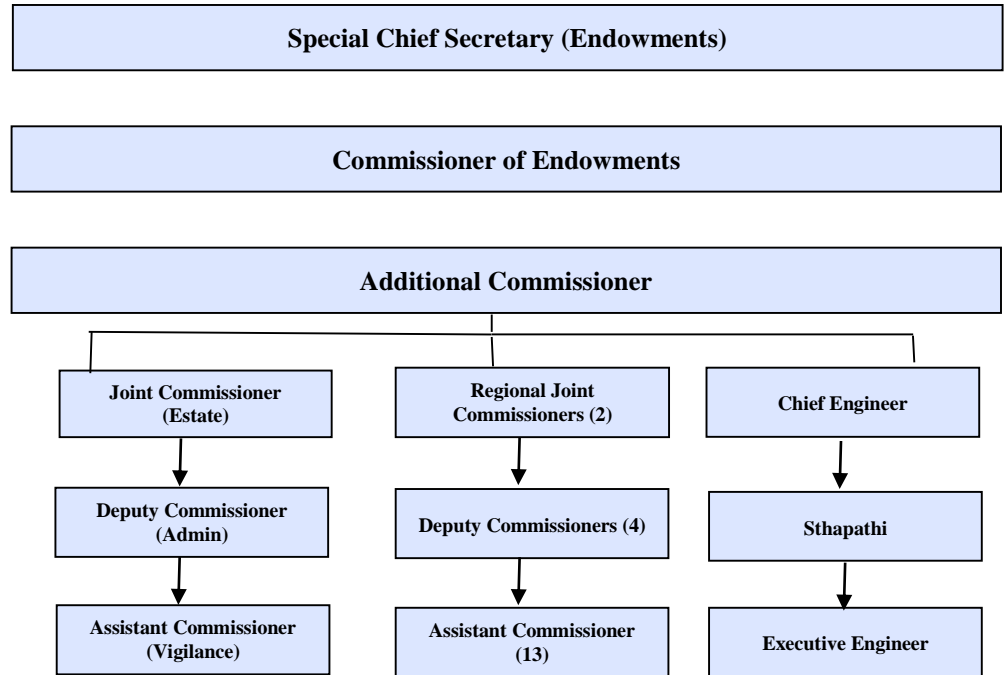 Special Chief Secretary (Endowments)
Commissioner of Endowments
Additional Commissioner
Joint Commissioner
(Estate)
Regional Joint
Commissioners (2)
Chief Engineer
Deputy Commissioner
(Admin)
Deputy Commissioners (4)
Sthapathi
Assistant Commissioner
(Vigilance)
Assistant Commissioner
(13)
Executive Engineer